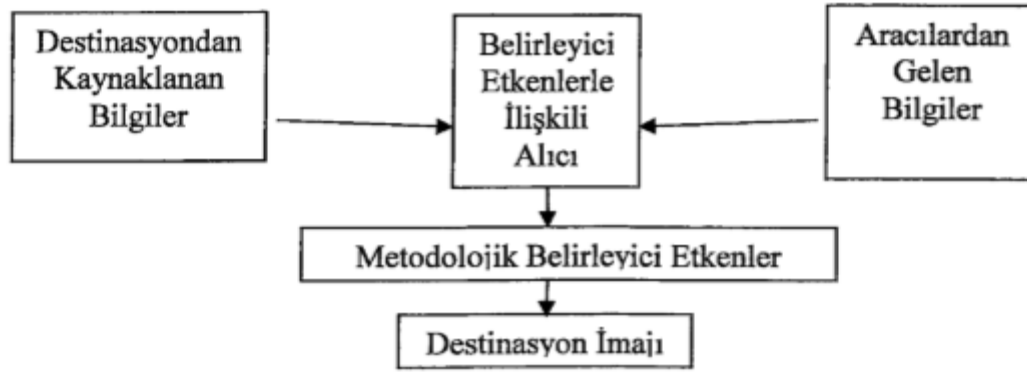 Destinasyondan
Kaynaklanan
Bilgiler
Belirleyici
Etkenlerle
İlişkili
Alıcı
Aracılardan
Gelen
Bilgiler
Metodolojik Belirleyici Etkenler
Destinasyon İmajı